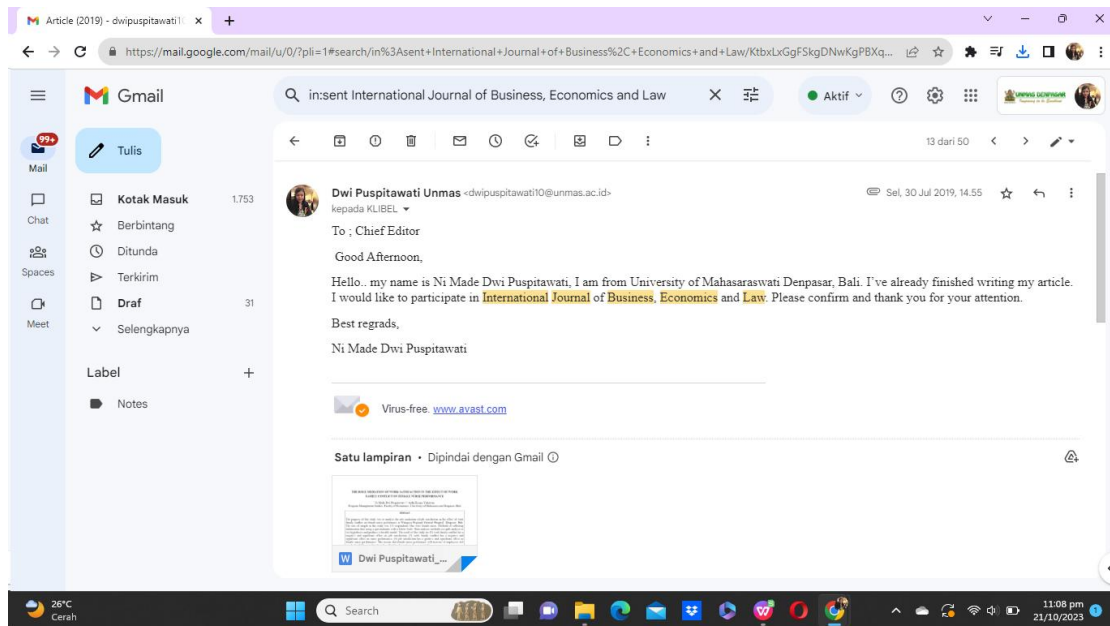 Article (2019) - dwipuspitawati1
https://mail.google.com/mail/u/0/?pli=1#search/in%3Asent+International+Journal+of+Business%2C+Economics+and+Law/KtbxLxGgFSkgDNwKgPBXq...
Gmail
in:sent International Journal of Business, Economics and Law
Aktif
UNMAS DENPASAR
99+
Mail
Chat
Spaces
Meet
Tulis
Kotak Masuk 1.753
Berbintang
Ditunda
Terkirim
Draf 31
Selengkapnya
Label
Notes
13 dari 50
Dwi Puspitawati Unmas <dwipuspitawati10@unmas.ac.id>
Sel, 30 Jul 2019, 14.55
kepada KLIBEL
To ; Chief Editor
Good Afternoon,
Hello.. my name is Ni Made Dwi Puspitawati, I am from University of Mahasaraswati Denpasar, Bali. I've already finished writing my article.
I would like to participate in International Journal of Business, Economics and Law. Please confirm and thank you for your attention.
Best regrads,
Ni Made Dwi Puspitawati
Virus-free. www.avast.com
Satu lampiran • Dipindai dengan Gmail
W Dwi Puspitawati_...
26°C
Cerah
Search
11:08 pm
21/10/2023
1